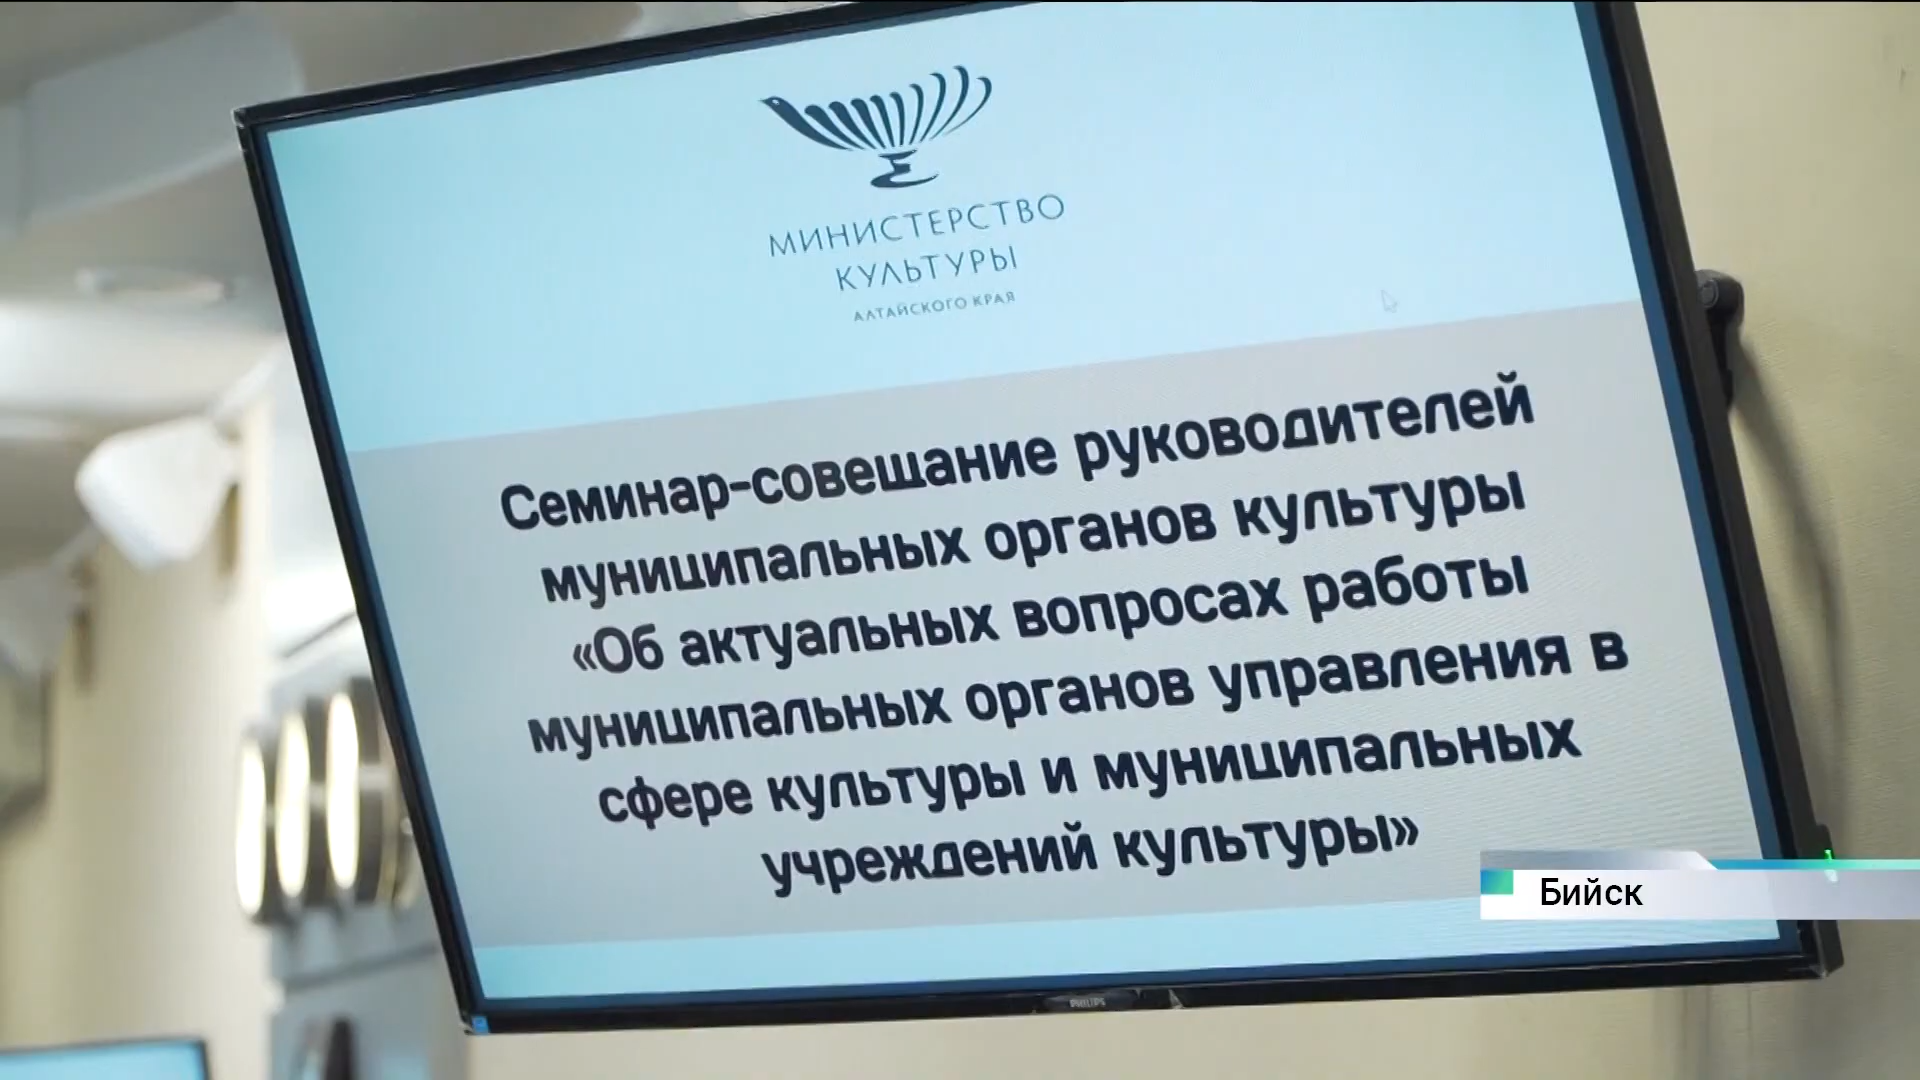 МИНИСТЕРСТВО
КУЛЬТУРЫ
АЛТАЙСКОГО КРАЯ
Семинар-совещание руководителей
муниципальных органов культуры
«Об актуальных вопросах работы
муниципальных органов управления в
сфере культуры и муниципальных
учреждений культуры»
Бийск
PHILIPS